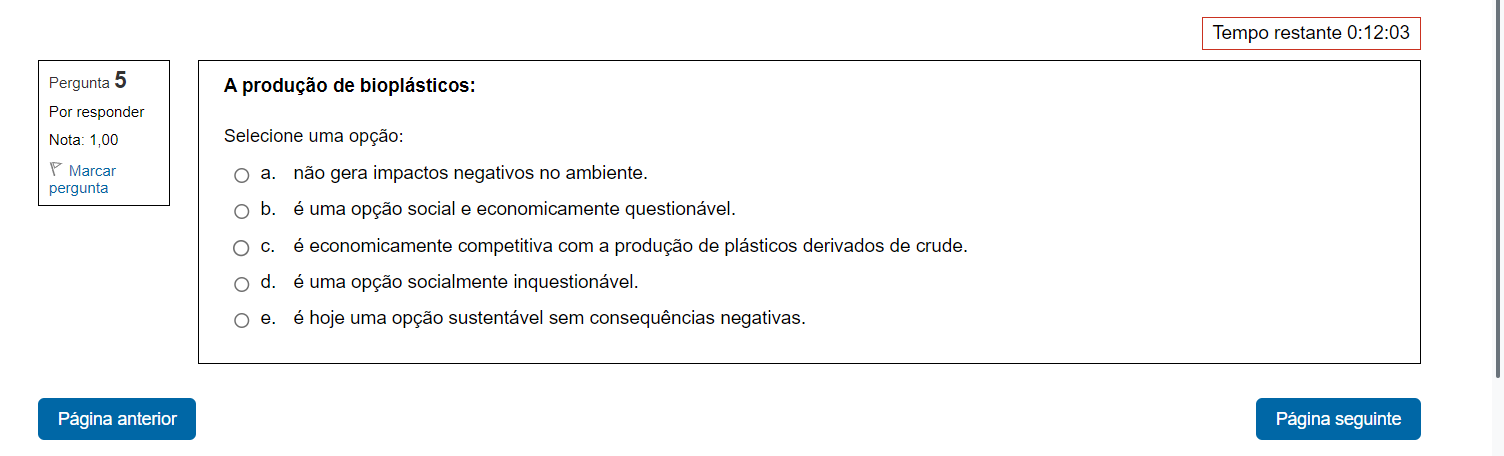 Tempo restante 0:12:03
Pergunta 5
Por responder
Nota: 1,00
Marcar
pergunta
A produção de bioplásticos:
Selecione uma opção:
a. não gera impactos negativos no ambiente.
b. é uma opção social e economicamente questionável.
c. é economicamente competitiva com a produção de plásticos derivados de crude.
d. é uma opção socialmente inquestionável.
e. é hoje uma opção sustentável sem consequências negativas.
Página anterior
Página seguinte